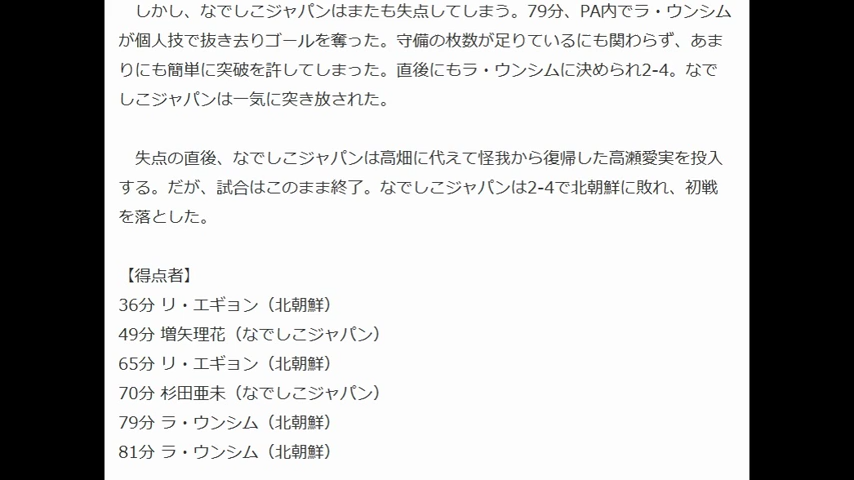 しかし、なでしこジャパンはまたも失点してしまう。79分、PA内でラ・ウンシム
が個人技で抜き去りゴールを奪った。守備の枚数が足りているにも関わらず、あま
りにも簡単に突破を許してしまった。直後にもラ・ウンシムに決められ2-4。なで
しこジャパンは一気に突き放された。
失点の直後、なでしこジャパンは高畑に代えて怪我から復帰した高瀬愛実を投入
する。だが、試合はこのまま終了。なでしこジャパンは2-4で北朝鮮に敗れ、初戦
を落とした。
【得点者】
36分 リ・エギョン（北朝鮮）
49分 増矢理花（なでしこジャパン）
65分 リ・エギョン（北朝鮮）
70分 杉田亜未（なでしこジャパン）
79分 ラ・ウンシム（北朝鮮）
81分 ラ・ウンシム（北朝鮮）